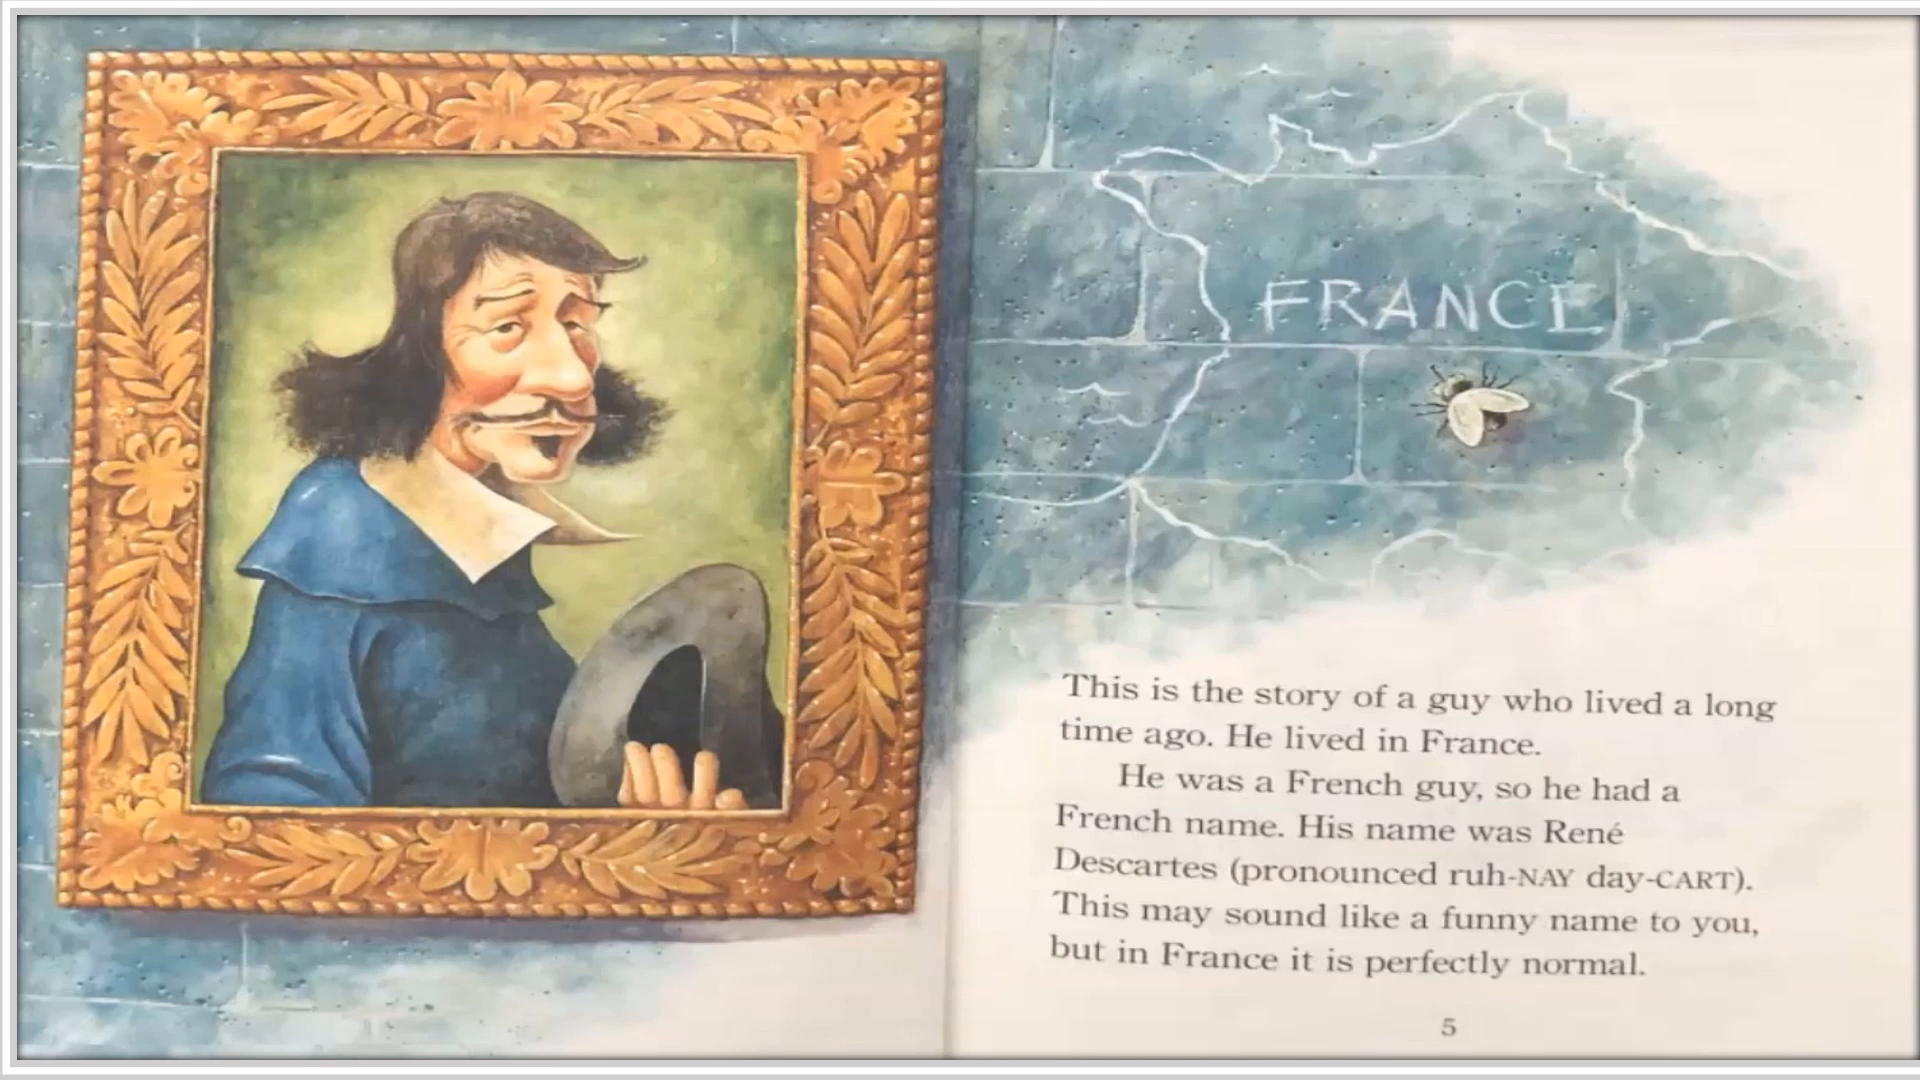 FRANCE
This is the story of a guy who lived a long
time ago. He lived in France.
He was a French guy, so he had a
French name. His name was René
Descartes (pronounced ruh-NAY day-CART).
This may sound like a funny name to you,
but in France it is perfectly normal.
5